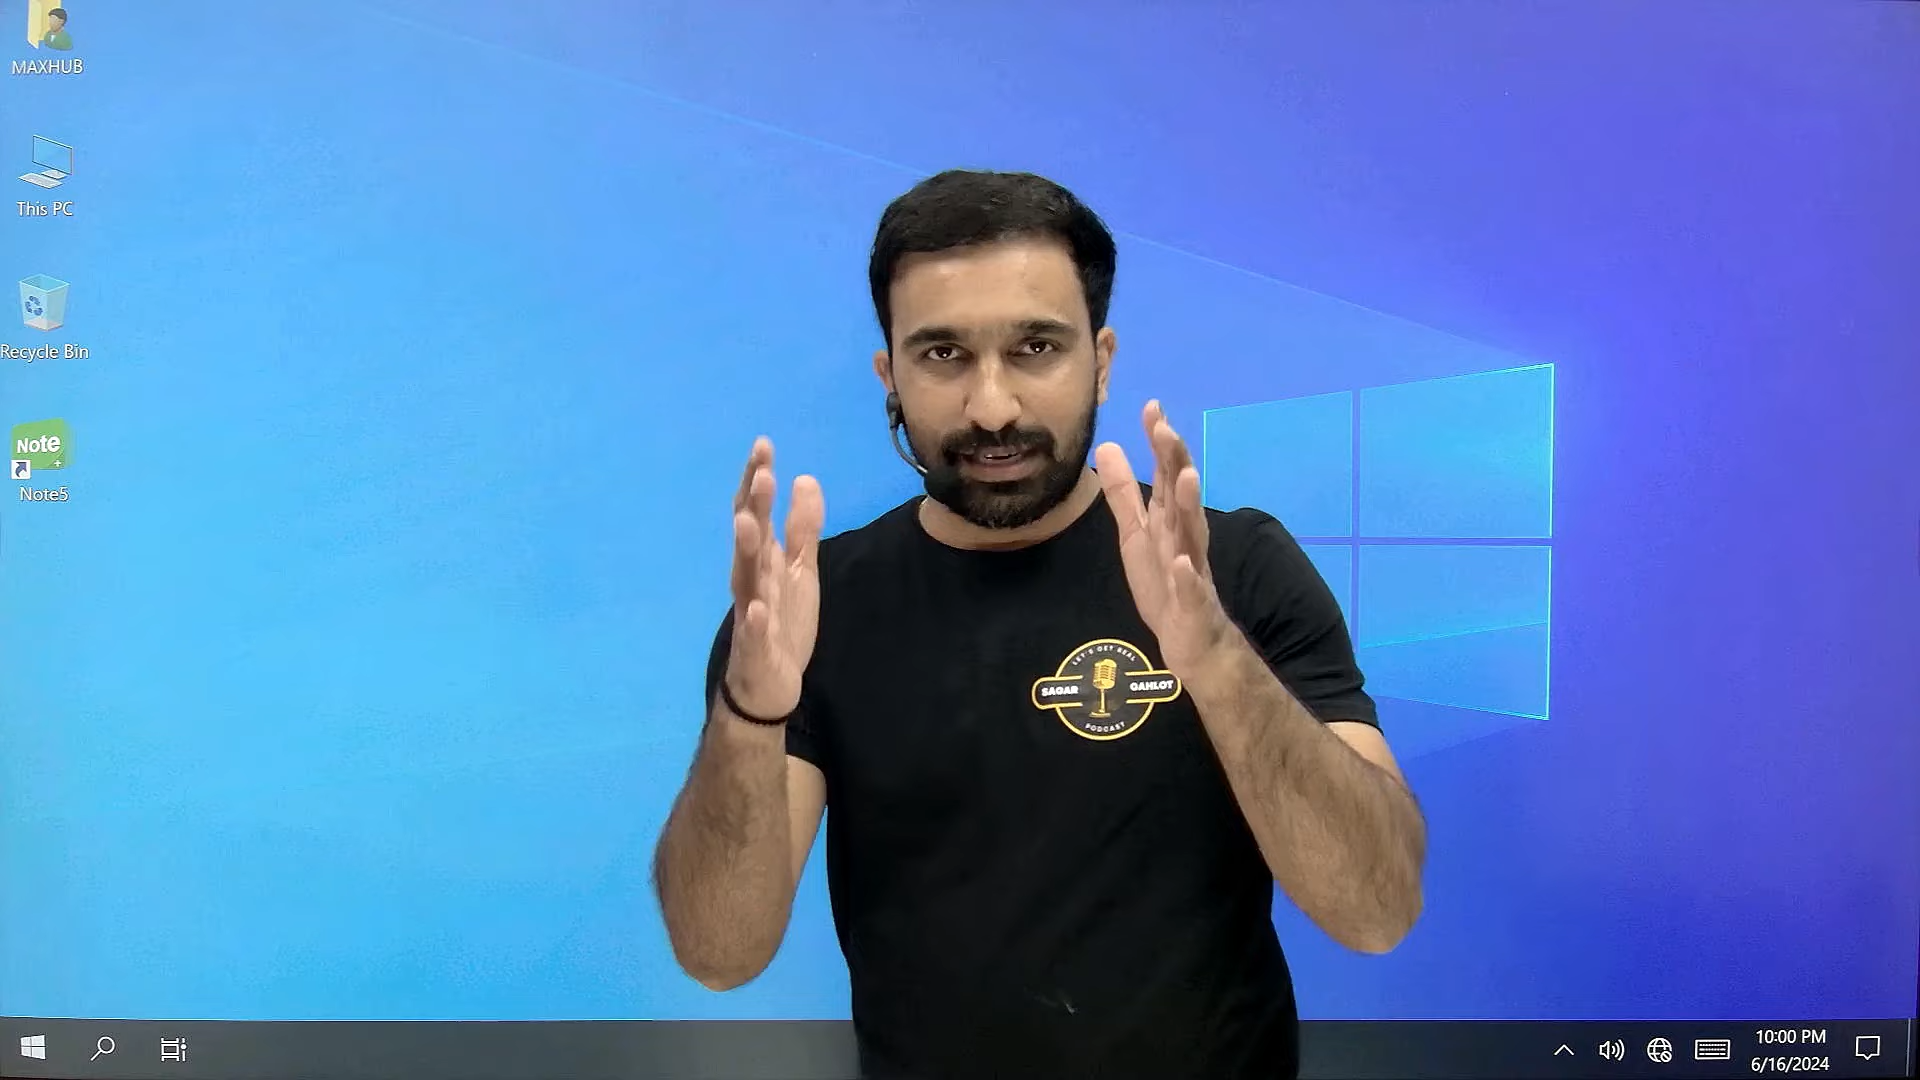 MAXHUB
This PC
Recycle Bin
Note
Note5
LET'S GET REAL
SAGAR GAHLOT
PODCAST
10:00 PM
6/16/2024